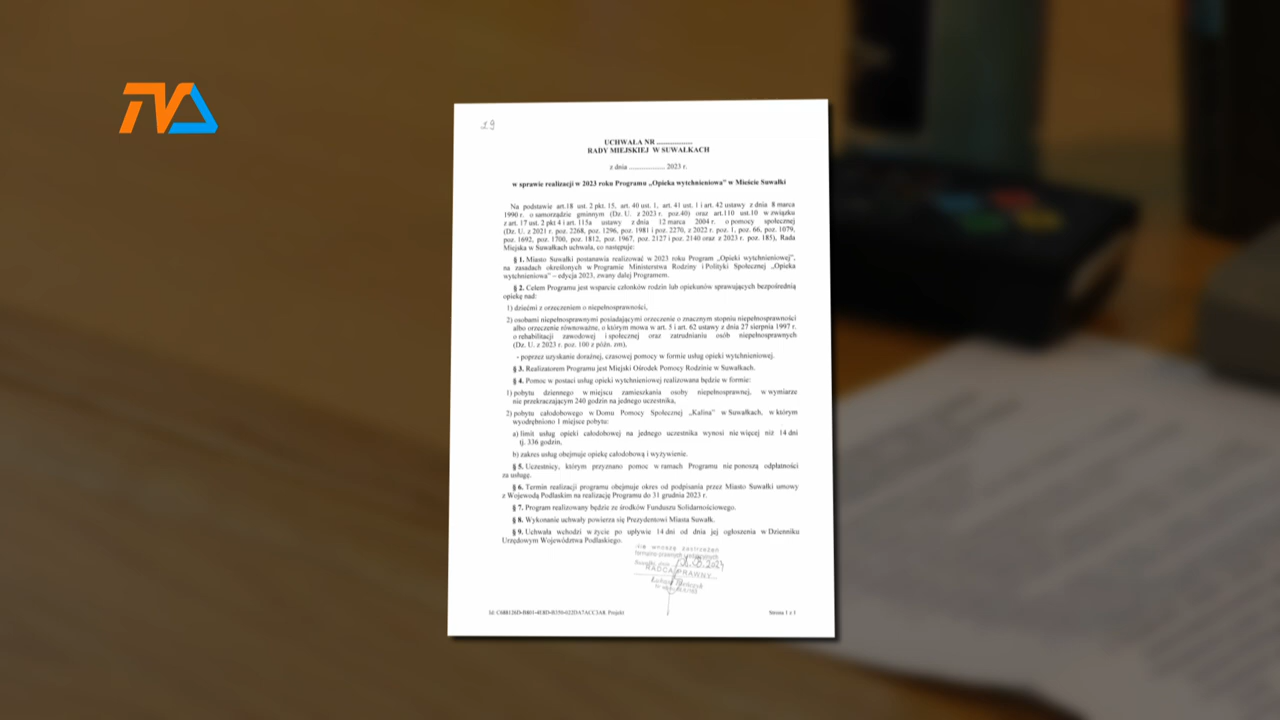 TVA
29
UCHWAŁA NR ....................
RADY MIEJSKIEJ W SUWAŁKACH
z dnia .................... 2023 r.
w sprawie realizacji w 2023 roku Programu „Opieka wytchnieniowa" w Mieście Suwałki
Na podstawie art.18 ust. 2 pkt. 15, art. 40 ust. 1, art. 41 ust. 1 i art. 42 ustawy z dnia 8 marca
1990 r. o samorządzie gminnym (Dz. U. z 2023 r. poz.40) oraz art.110 ust.10 w związku
z art. 17 ust. 2 pkt 4 i art. 115a ustawy z dnia 12 marca 2004 r. o pomocy społecznej
(Dz. U. z 2021 r. poz. 2268, poz. 1296, poz. 1981 i poz. 2270, z 2022 r. poz. 1, poz. 66, poz. 1079,
poz. 1692, poz. 1700, poz. 1812, poz. 1967, poz. 2127 i poz. 2140 oraz z 2023 r. poz. 185), Rada
Miejska w Suwałkach uchwala, co następuje:
§ 1. Miasto Suwałki postanawia realizować w 2023 roku Program „Opieki wytchnieniowej",
na zasadach określonych w Programie Ministerstwa Rodziny i Polityki Społecznej „Opieka
wytchnieniowa" – edycja 2023, zwany dalej Programem.
§ 2. Celem Programu jest wsparcie członków rodzin lub opiekunów sprawujących bezpośrednią
opiekę nad:
1) dziećmi z orzeczeniem o niepełnosprawności,
2) osobami niepełnosprawnymi posiadającymi orzeczenie o znacznym stopniu niepełnosprawności
albo orzeczenie równoważne, o którym mowa w art. 5 i art. 62 ustawy z dnia 27 sierpnia 1997 r.
o rehabilitacji zawodowej i społecznej oraz zatrudnianiu osób niepełnosprawnych
(Dz. U. z 2023 r. poz. 100 z późn. zm).
- poprzez uzyskanie doraźnej, czasowej pomocy w formie usług opieki wytchnieniowej.
§ 3. Realizatorem Programu jest Miejski Ośrodek Pomocy Rodzinie w Suwałkach.
§ 4. Pomoc w postaci usług opieki wytchnieniowej realizowana będzie w formie:
1) pobytu dziennego w miejscu zamieszkania osoby niepełnosprawnej, w wymiarze
nie przekraczającym 240 godzin na jednego uczestnika,
2) pobytu całodobowego w Domu Pomocy Społecznej „Kalina" w Suwałkach, w którym
wyodrębniono 1 miejsce pobytu:
a) limit usług opieki całodobowej na jednego uczestnika wynosi nie więcej niż 14 dni
tj. 336 godzin,
b) zakres usług obejmuje opiekę całodobową i wyżywienie.
§ 5. Uczestnicy, którym przyznano pomoc w ramach Programu nie ponoszą odpłatności
za usługę.
§ 6. Termin realizacji programu obejmuje okres od podpisania przez Miasto Suwałki umowy
z Wojewodą Podlaskim na realizację Programu do 31 grudnia 2023 r.
§ 7. Program realizowany będzie ze środków Funduszu Solidarnościowego.
§ 8. Wykonanie uchwały powierza się Prezydentowi Miasta Suwałk.
§ 9. Uchwała wchodzi w życie po upływie 14 dni od dnia jej ogłoszenia w Dzienniku
Urzędowym Województwa Podlaskiego.
nie wnoszę zastrzeżeń
RADCA PRAWNY
Projekt
Strona 1 z 1